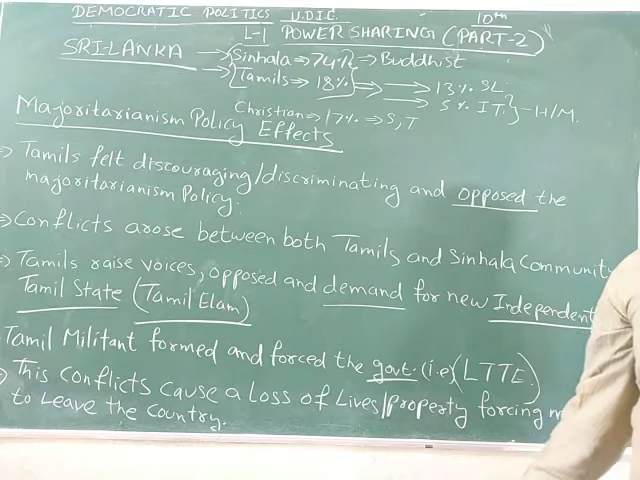 DEMOCRATIC POLITICS U.D.I.C. 10th
L-1 POWER SHARING (PART-2)
SRI-LANKA → Sinhala → 74% → Buddhist
→ Tamils → 18% → 13% SL
→ 5% IT. } - H/M.
Christian → 17% → S, T
Majoritarianism Policy Effects
⇒ Tamils felt discouraging/discriminating and opposed the
majoritarianism Policy.
⇒ Conflicts arose between both Tamils and Sinhala Community
⇒ Tamils raise voices, opposed and demand for new Independent
Tamil State (Tamil Elam)
Tamil Militant formed and forced the govt. (i.e) (LTTE)
This Conflicts cause a Loss of Lives/property forcing
to Leave the Country.